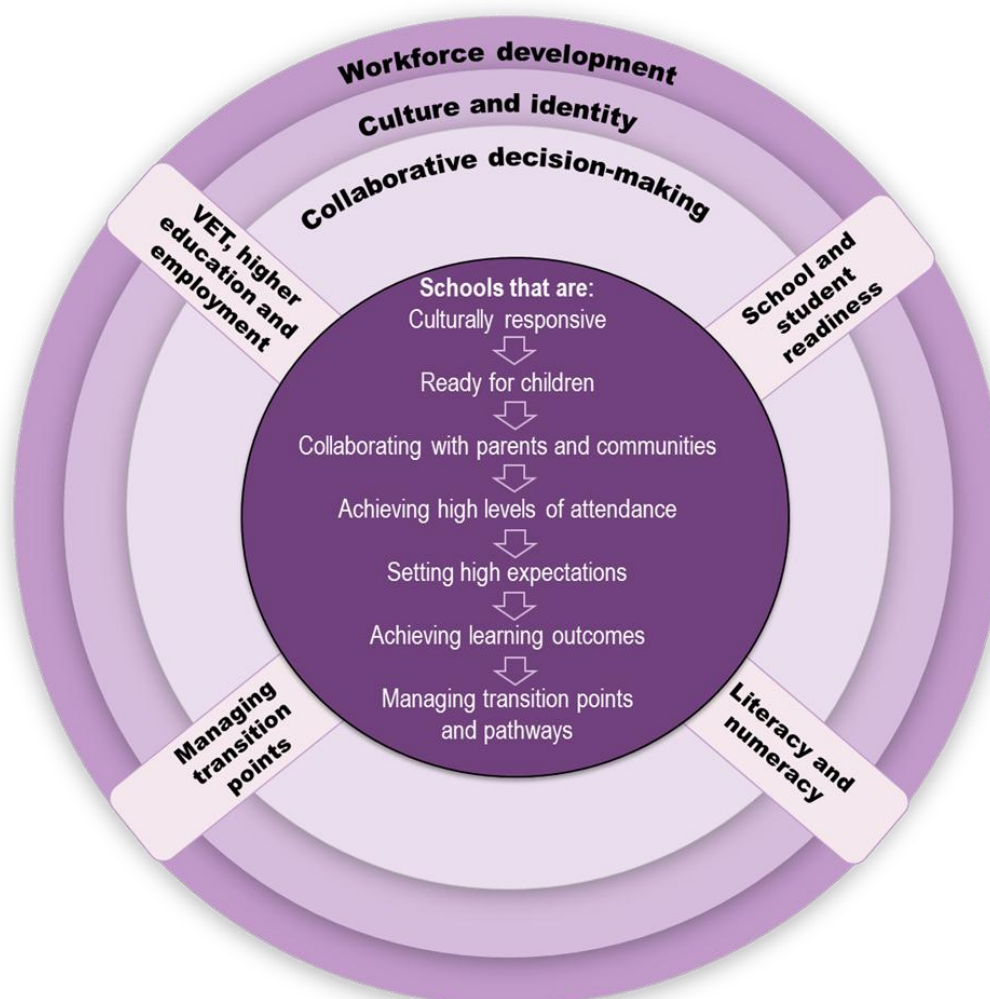 Workforce development
Culture and identity
Collaborative decision-making
VET, higher
education and
employment
School and
student
readiness
Schools that are:
Culturally responsive
Ready for children
Collaborating with parents and communities
Achieving high levels of attendance
Setting high expectations
Achieving learning outcomes
Managing transition points
and pathways
Managing
transition
points
Literacy and
numeracy